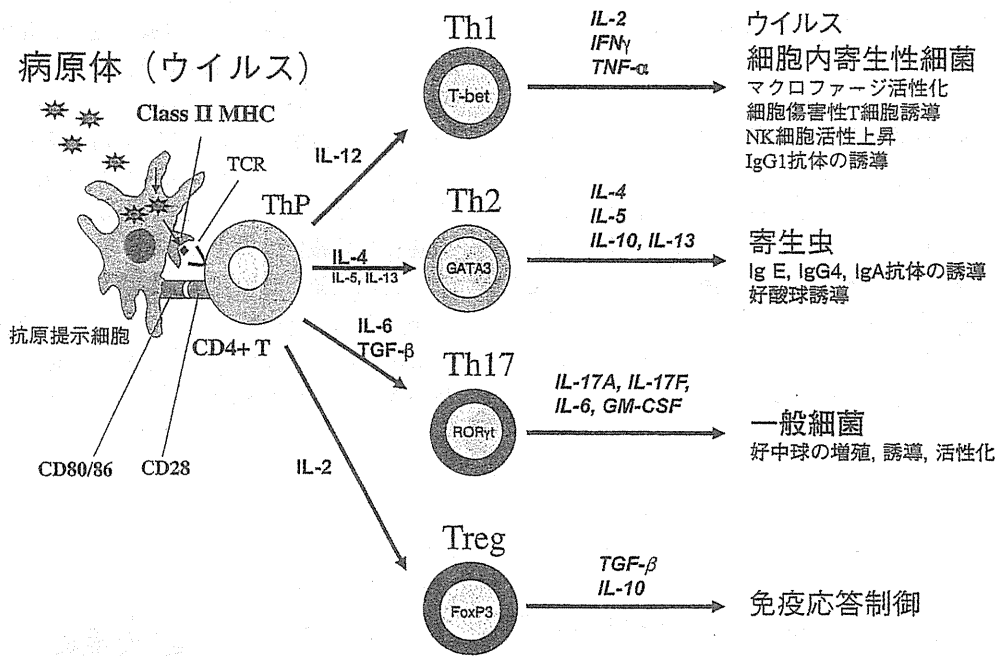 病原体(ウイルス)
Class II MHC
TCR
ThP
抗原提示細胞
CD4+ T
CD80/86
CD28
IL-12
IL-4
IL-5, IL-13
IL-6
TGF-β
IL-2
Th1
T-bet
IL-2
IFNγ
TNF-α
ウイルス
細胞内寄生性細菌
マクロファージ活性化
細胞傷害性T細胞誘導
NK細胞活性上昇
IgG1抗体の誘導
Th2
GATA3
IL-4
IL-5
IL-10, IL-13
寄生虫
Ig E, IgG4, IgA抗体の誘導
好酸球誘導
Th17
RORγt
IL-17A, IL-17F,
IL-6, GM-CSF
一般細菌
好中球の増殖, 誘導, 活性化
Treg
FoxP3
TGF-β
IL-10
免疫応答制御